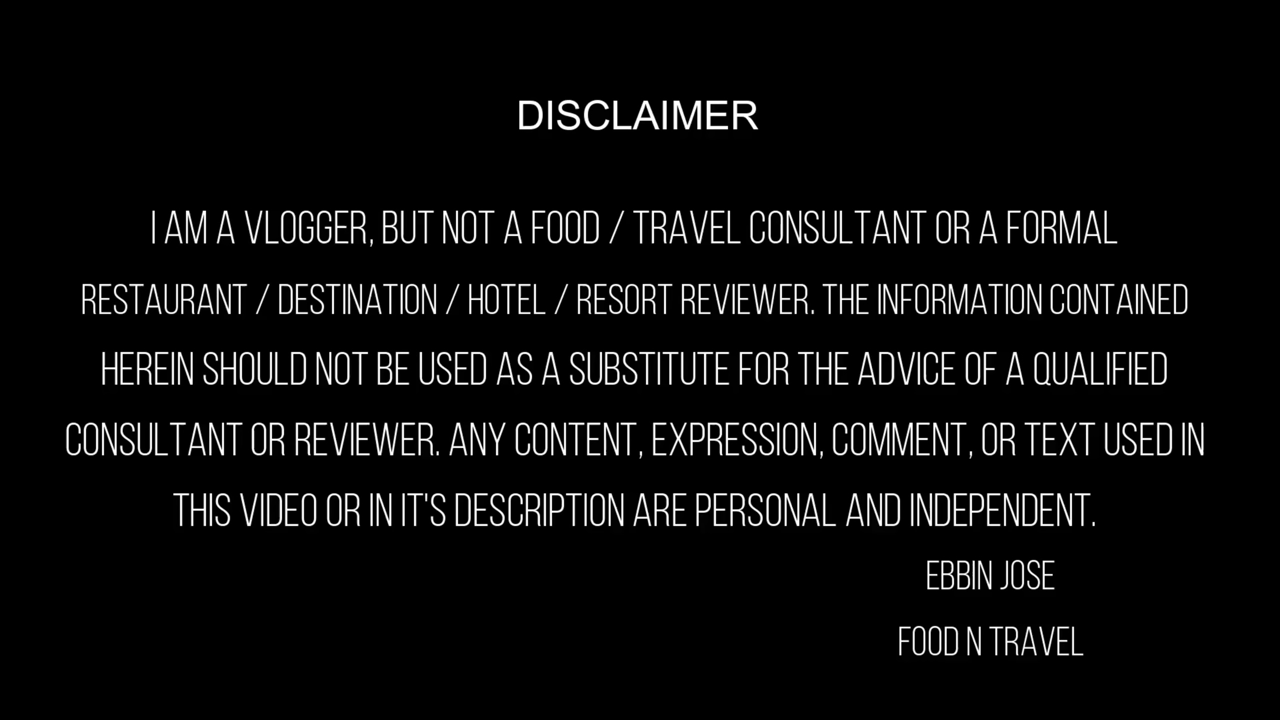 DISCLAIMER
I AM A VLOGGER, BUT NOT A FOOD / TRAVEL CONSULTANT OR A FORMAL
RESTAURANT / DESTINATION / HOTEL / RESORT REVIEWER. THE INFORMATION CONTAINED
HEREIN SHOULD NOT BE USED AS A SUBSTITUTE FOR THE ADVICE OF A QUALIFIED
CONSULTANT OR REVIEWER. ANY CONTENT, EXPRESSION, COMMENT, OR TEXT USED IN
THIS VIDEO OR IN IT'S DESCRIPTION ARE PERSONAL AND INDEPENDENT.
EBBIN JOSE
FOOD N TRAVEL